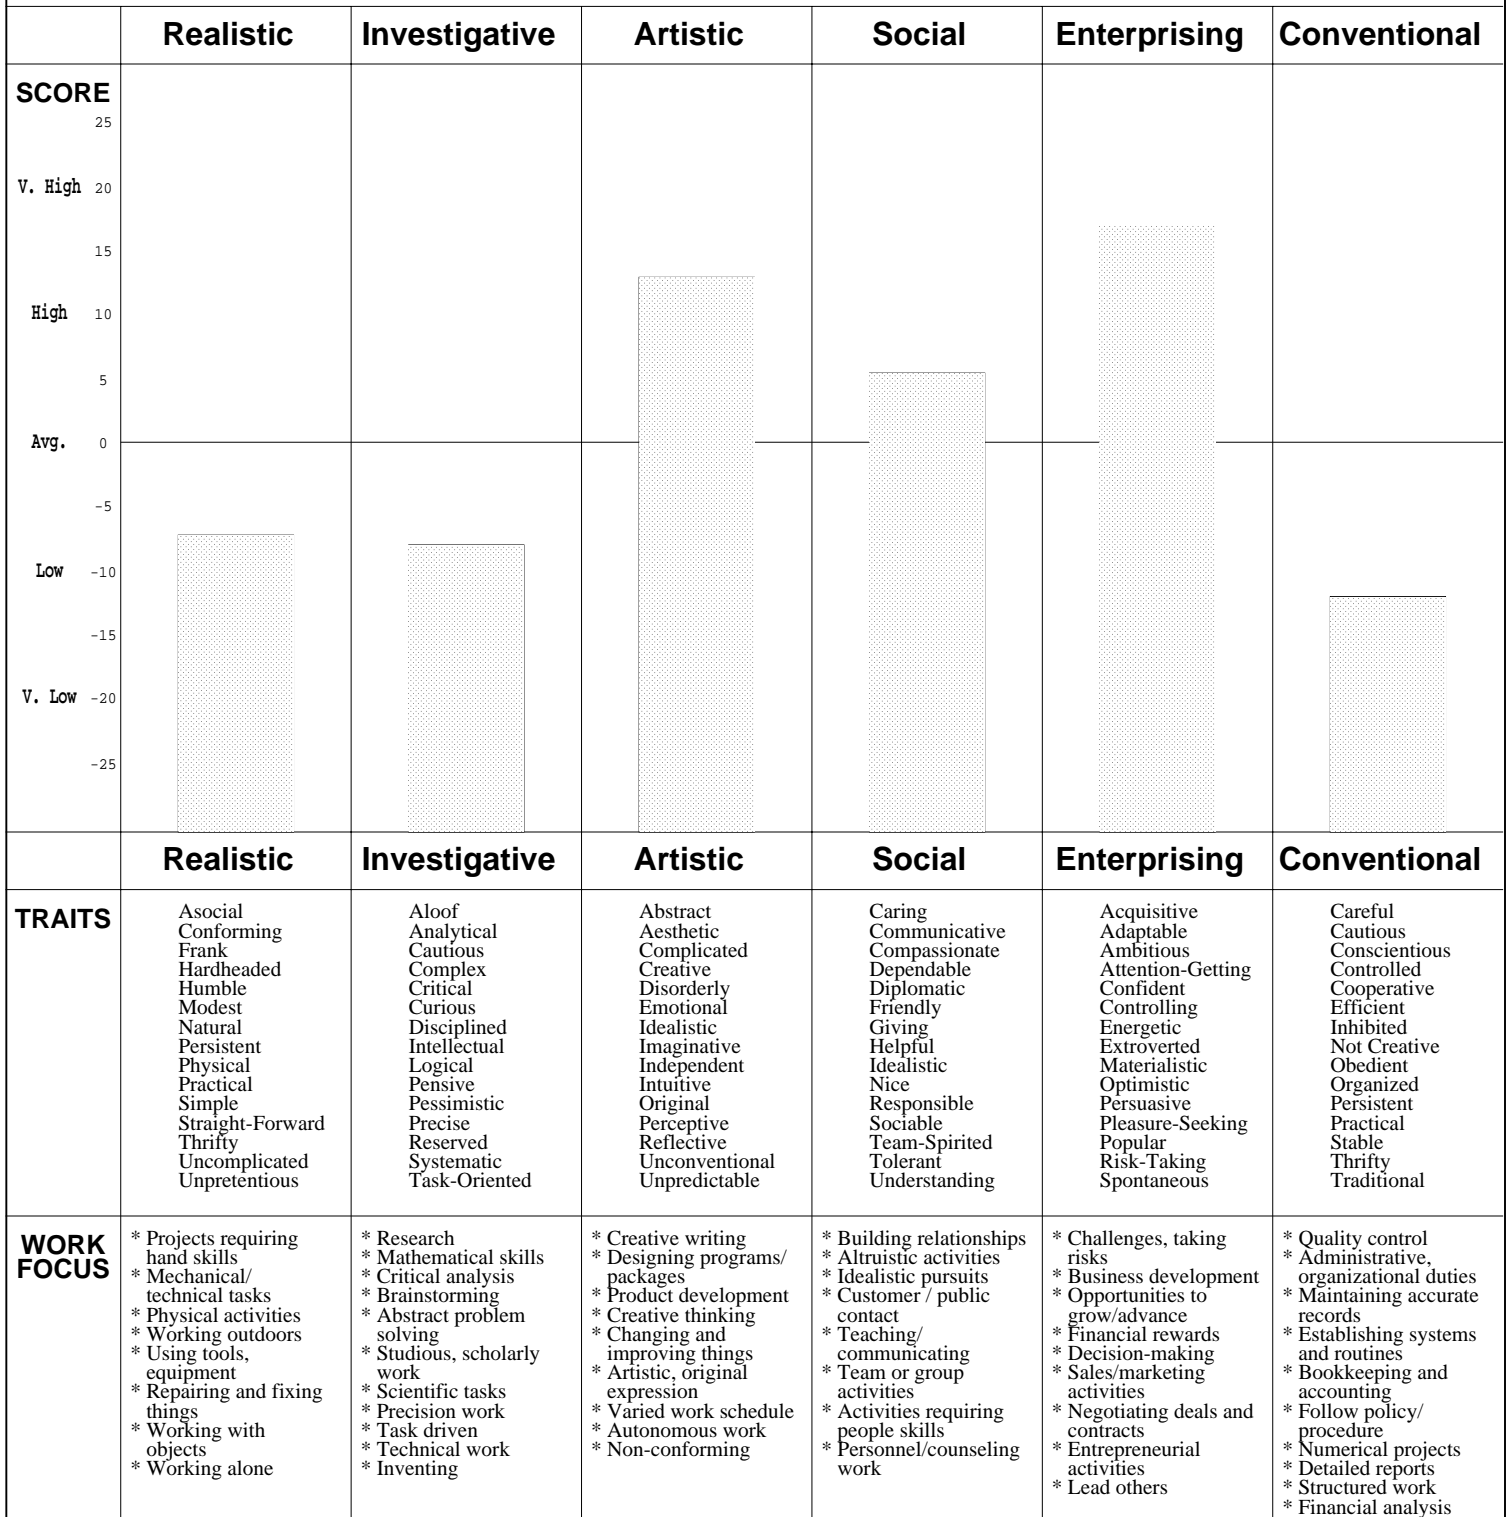 Realistic Investigative Artistic Social Enterprising Conventional
SCORE
25
V. High 20
15
High 10
5
Avg. 0
-5
Low -10
-15
V. Low -20
-25
Realistic Investigative Artistic Social Enterprising Conventional
TRAITS
Asocial
Conforming
Frank
Hardheaded
Humble
Modest
Natural
Persistent
Physical
Practical
Simple
Straight-Forward
Thrifty
Uncomplicated
Unpretentious
Aloof
Analytical
Cautious
Complex
Critical
Curious
Disciplined
Intellectual
Logical
Pensive
Pessimistic
Precise
Reserved
Systematic
Task-Oriented
Abstract
Aesthetic
Complicated
Creative
Disorderly
Emotional
Idealistic
Imaginative
Independent
Intuitive
Original
Perceptive
Reflective
Unconventional
Unpredictable
Caring
Communicative
Compassionate
Dependable
Diplomatic
Friendly
Giving
Helpful
Idealistic
Nice
Responsible
Sociable
Team-Spirited
Tolerant
Understanding
Acquisitive
Adaptable
Ambitious
Attention-Getting
Confident
Controlling
Energetic
Extroverted
Materialistic
Optimistic
Persuasive
Pleasure-Seeking
Popular
Risk-Taking
Spontaneous
Careful
Cautious
Conscientious
Controlled
Cooperative
Efficient
Inhibited
Not Creative
Obedient
Organized
Persistent
Practical
Stable
Thrifty
Traditional
WORK
FOCUS
* Projects requiring
hand skills
* Mechanical/
technical tasks
* Physical activities
* Working outdoors
* Using tools,
equipment
* Repairing and fixing
things
* Working with
objects
* Working alone
* Research
* Mathematical skills
* Critical analysis
* Brainstorming
* Abstract problem
solving
* Studious, scholarly
work
* Scientific tasks
* Precision work
* Task driven
* Technical work
* Inventing
* Creative writing
* Designing programs/
packages
* Product development
* Creative thinking
* Changing and
improving things
* Artistic, original
expression
* Varied work schedule
* Autonomous work
* Non-conforming
* Building relationships
* Altruistic activities
* Idealistic pursuits
* Customer / public
contact
* Teaching/
communicating
* Team or group
activities
* Activities requiring
people skills
* Personnel/counseling
work
* Challenges, taking
risks
* Business development
* Opportunities to
grow/advance
* Financial rewards
* Decision-making
* Sales/marketing
activities
* Negotiating deals and
contracts
* Entrepreneurial
activities
* Lead others
* Quality control
* Administrative,
organizational duties
* Maintaining accurate
records
* Establishing systems
and routines
* Bookkeeping and
accounting
* Follow policy/
procedure
* Numerical projects
* Detailed reports
* Structured work
* Financial analysis